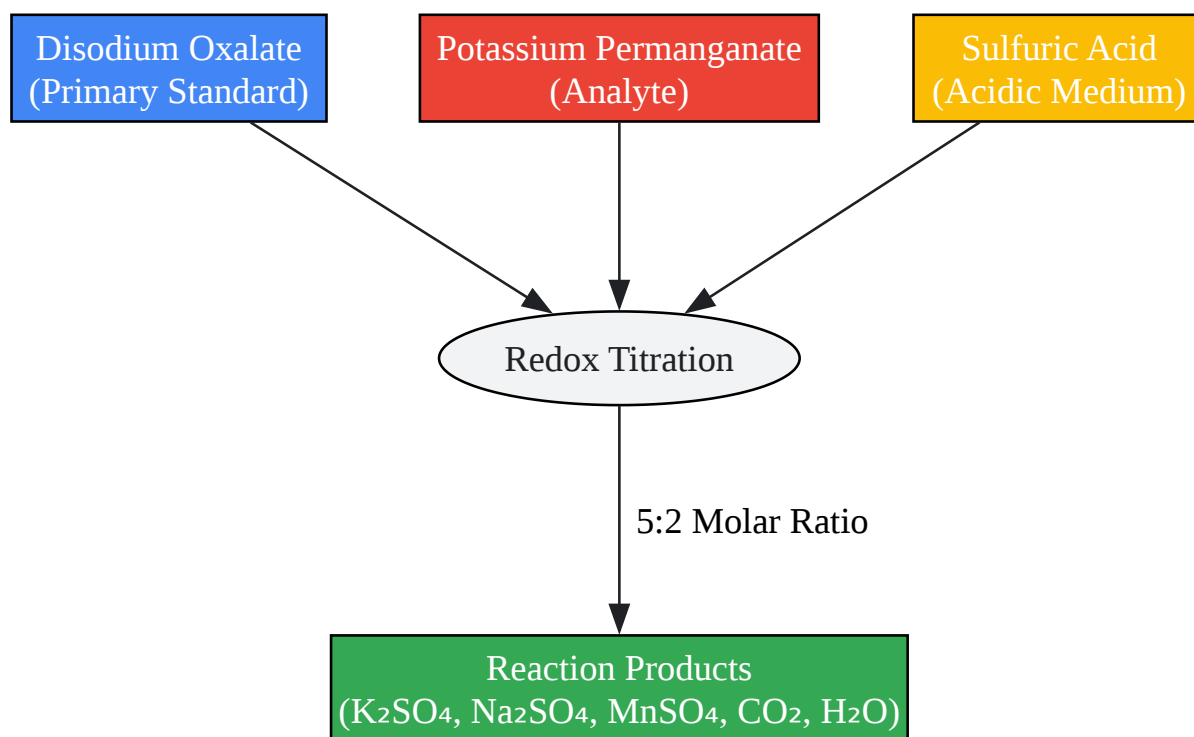 Disodium Oxalate
(Primary Standard)
Potassium Permanganate
(Analyte)
Sulfuric Acid
(Acidic Medium)
Redox Titration
5:2 Molar Ratio
Reaction Products
(K₂SO₄, Na₂SO₄, MnSO₄, CO₂, H₂O)